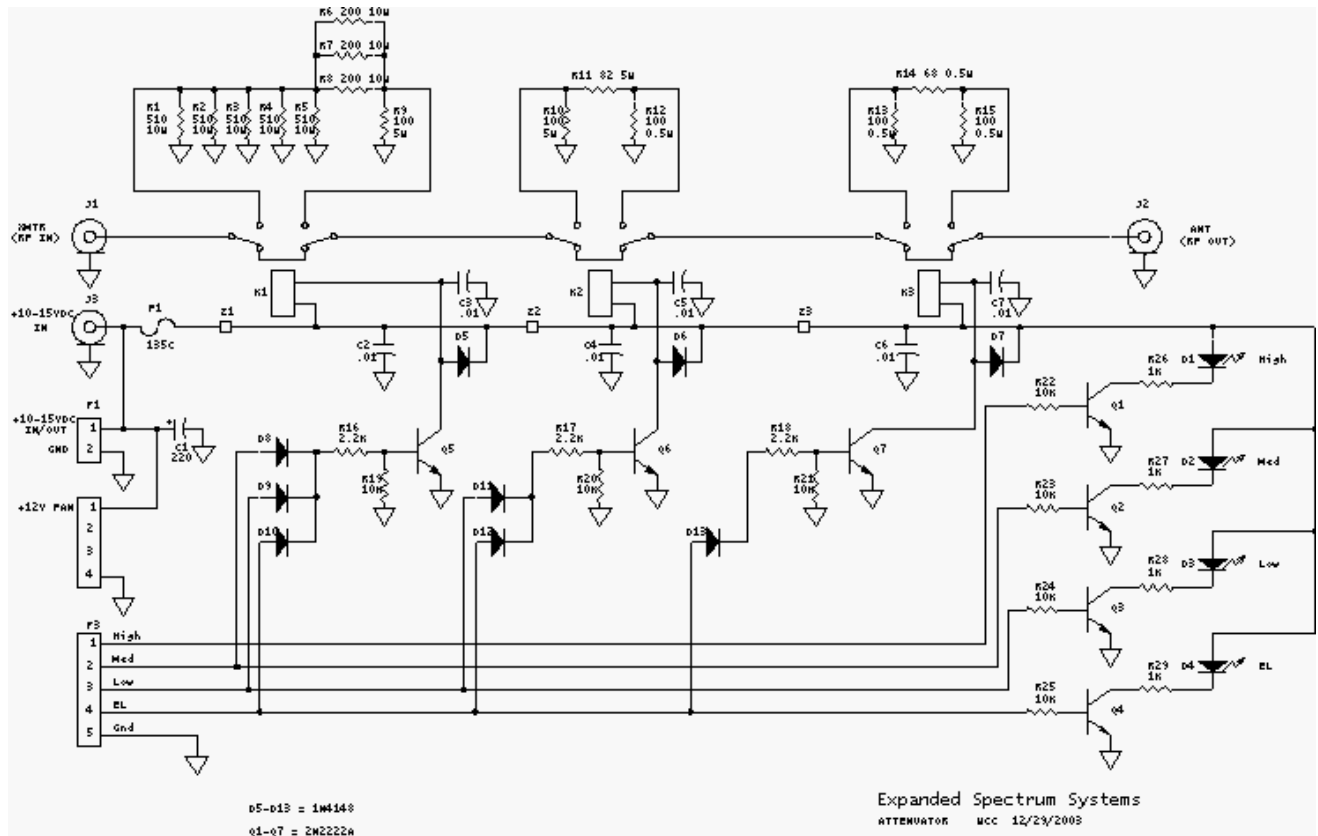 R6 200 10W
R7 200 10W
R8 200 10W
R11 82 5W
R14 68 0.5W
R1 510 10W
R2 510 10W
R3 510 10W
R4 510 10W
R5 510 10W
R9 100 5W
R10 100 5W
R12 100 0.5W
R13 100 0.5W
R15 100 0.5W
J1
XMTR
(RF IN)
J2
ANT
(RF OUT)
K1
C3 .01
K2
C5 .01
K3
C7 .01
J3
+10-15VDC
IN
F1
135C
Z1
Z2
Z3
C2 .01
D5
C4 .01
D6
C6 .01
D7
R26 1K
D1
High
R22 10K
Q1
P1
+10-15VDC
IN/OUT
1
GND
2
C1 220
D8
R16 2.2K
Q5
R17 2.2K
Q6
R18 2.2K
Q7
R27 1K
D2
Med
D9
R19 10K
D11
R20 10K
R21 10K
R23 10K
Q2
+12V FAN
1
2
3
4
D10
D12
D13
R28 1K
D3
Low
R24 10K
Q3
P3
1 High
2 Med
3 Low
4 EL
5 Gnd
R29 1K
D4
EL
R25 10K
Q4
D5-D13 = 1N4148
Q1-Q7 = 2N2222A
Expanded Spectrum Systems
ATTENUATOR WCC 12/29/2003